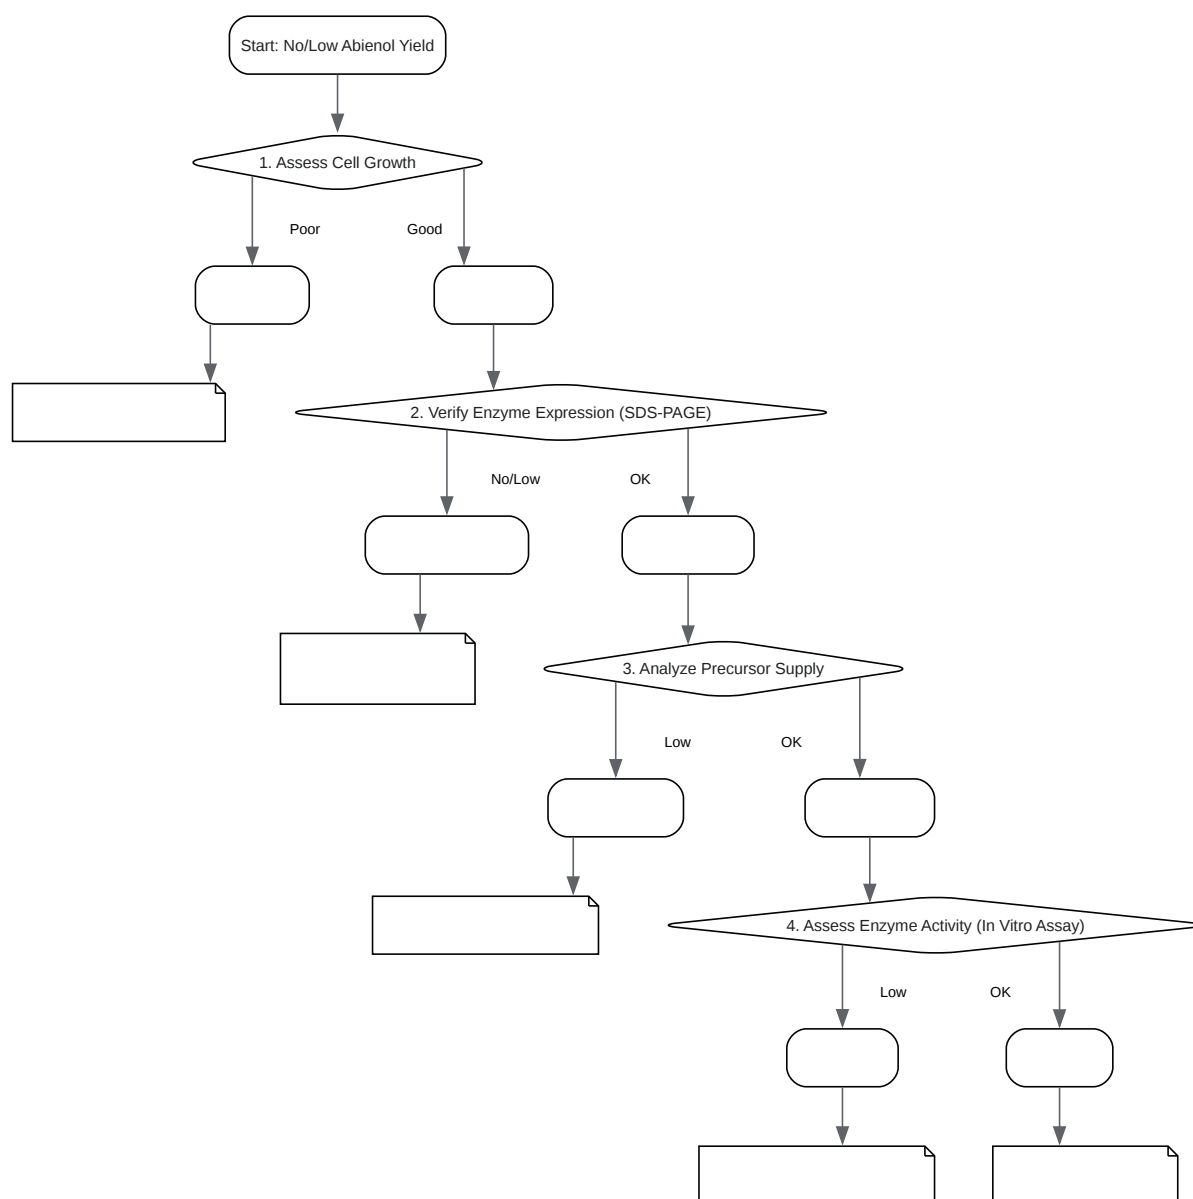 Start: No/Low Abienol Yield
1. Assess Cell Growth
Poor
Good
2. Verify Enzyme Expression (SDS-PAGE)
No/Low
OK
3. Analyze Precursor Supply
Low
OK
4. Assess Enzyme Activity (In Vitro Assay)
Low
OK